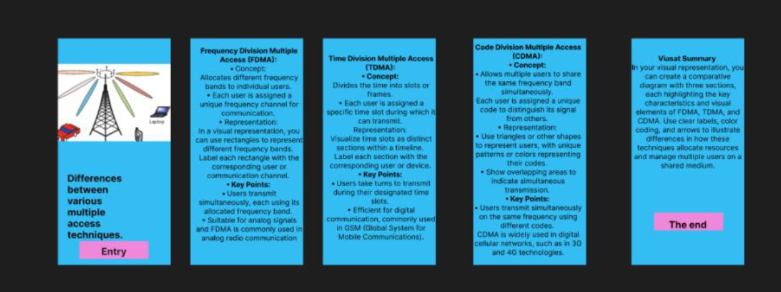 Laptop
Differences
between
various
multiple
access
techniques.
Entry
Frequency Division Multiple
Access (FDMA):
• Concept:
Allocates different frequency
bands to individual users.
• Each user is assigned a
unique frequency channel for
communication.
• Representation:
In a visual representation, you
can use rectangles to represent
different frequency bands.
Label each rectangle with the
corresponding user or
communication channel.
• Key Points:
• Users transmit
simultaneously, each using its
allocated frequency band.
• Suitable for analog signals
and FDMA is commonly used in
analog radio communication
Time Division Multiple Access
(TDMA):
• Concept:
Divides the time into slots or
frames.
• Each user is assigned a
specific time slot during which it
can transmit.
Representation:
Visualize time slots as distinct
sections within a timeline.
Label each section with the
corresponding user or device.
• Key Points:
• Users take turns to transmit
during their designated time
slots.
• Efficient for digital
communication, commonly used
in GSM (Global System for
Mobile Communications).
Code Division Multiple Access
(CDMA):
• Concept:
• Allows multiple users to share
the same frequency band
simultaneously.
Each user is assigned a unique
code to distinguish its signal
from others.
• Representation:
• Use triangles or other shapes
to represent users, with unique
patterns or colors representing
their codes.
• Show overlapping areas to
indicate simultaneous
transmission.
• Key Points:
• Users transmit simultaneously
on the same frequency using
different codes.
CDMA is widely used in digital
cellular networks, such as in 3G
and 4G technologies.
Viasat Summary
In your visual representation, you
can create a comparative
diagram with three sections,
each highlighting the key
characteristics and visual
elements of FDMA, TDMA, and
CDMA. Use clear labels, color
coding, and arrows to illustrate
differences in how these
techniques allocate resources
and manage multiple users on a
shared medium.
The end